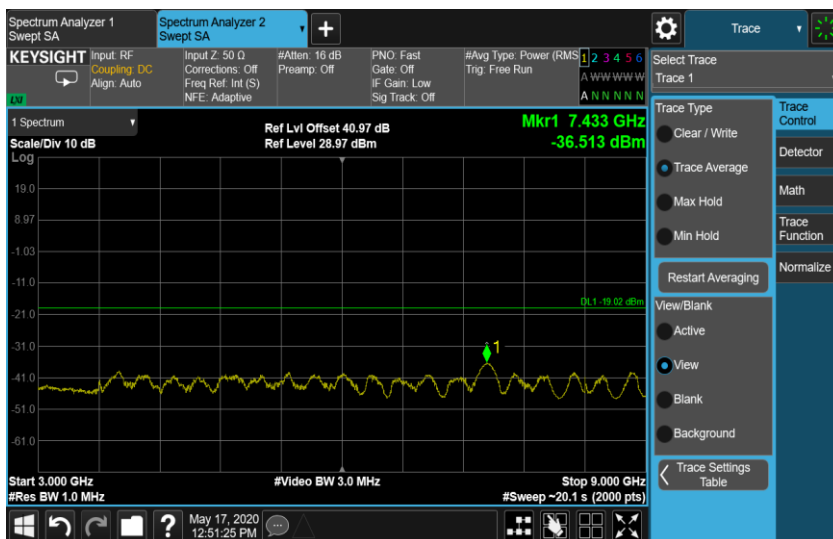 Spectrum Analyzer 1
Swept SA
Spectrum Analyzer 2
Swept SA
Trace
KEYSIGHT
Input: RF
Coupling: DC
Align: Auto
Input Z: 50 Ω
Corrections: Off
Freq Ref: Int (S)
NFE: Adaptive
#Atten: 16 dB
Preamp: Off
PNO: Fast
Gate: Off
IF Gain: Low
Sig Track: Off
#Avg Type: Power (RMS
Trig: Free Run
1 2 3 4 5 6
A W W W W W
A N N N N N
LXI
Select Trace
Trace 1
1 Spectrum
Scale/Div 10 dB
Log
Ref Lvl Offset 40.97 dB
Ref Level 28.97 dBm
Mkr1 7.433 GHz
-36.513 dBm
19.0
8.97
-1.03
-11.0
-21.0
-31.0
-41.0
-51.0
-61.0
DL1 -19.02 dBm
1
Start 3.000 GHz
#Res BW 1.0 MHz
#Video BW 3.0 MHz
Stop 9.000 GHz
#Sweep ~20.1 s (2000 pts)
Trace Type
Clear / Write
Trace Average
Max Hold
Min Hold
Restart Averaging
View/Blank
Active
View
Blank
Background
Trace Settings
Table
Trace
Control
Detector
Math
Trace
Function
Normalize
?
May 17, 2020
12:51:25 PM